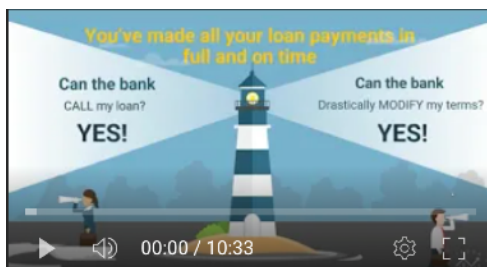 You've made all your loan payments in
full and on time
Can the bank
CALL my loan?
YES!
Can the bank
Drastically MODIFY my terms?
YES!
00:00 / 10:33